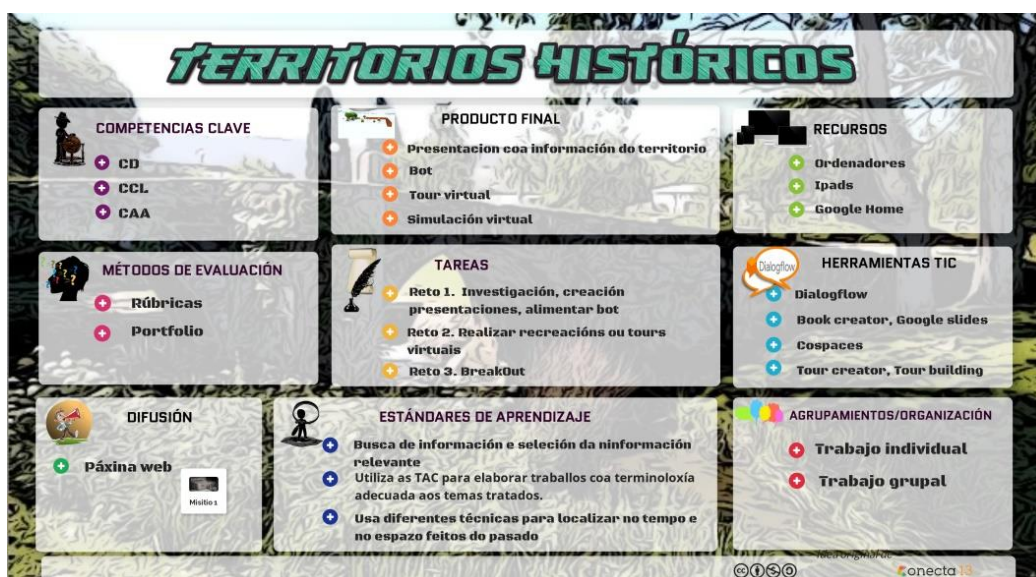 TERRITORIOS HISTÓRICOS
COMPETENCIAS CLAVE
CD
CCL
CAA
PRODUCTO FINAL
Presentacion coa información do territorio
Bot
Tour virtual
Simulación virtual
RECURSOS
Ordenadores
Ipads
Google Home
MÉTODOS DE EVALUACIÓN
Rúbricas
Portfolio
TAREAS
Reto 1. Investigación, creación
presentaciones, alimentar bot
Reto 2. Realizar recreacións ou tours
virtuais
Reto 3. BreakOut
Dialogflow
HERRAMIENTAS TIC
Dialogflow
Book creator, Google slides
Cospaces
Tour creator, Tour building
DIFUSIÓN
Páxina web
Misitio 1
ESTÁNDARES DE APRENDIZAJE
Busca de información e seleción da ninformación
relevante
Utiliza as TAC para elaborar traballos coa terminoloxía
adecuada aos temas tratados.
Usa diferentes técnicas para localizar no tempo e
no espazo feitos do pasado
AGRUPAMIENTOS/ORGANIZACIÓN
Trabajo individual
Trabajo grupal
cc
Conecta 13